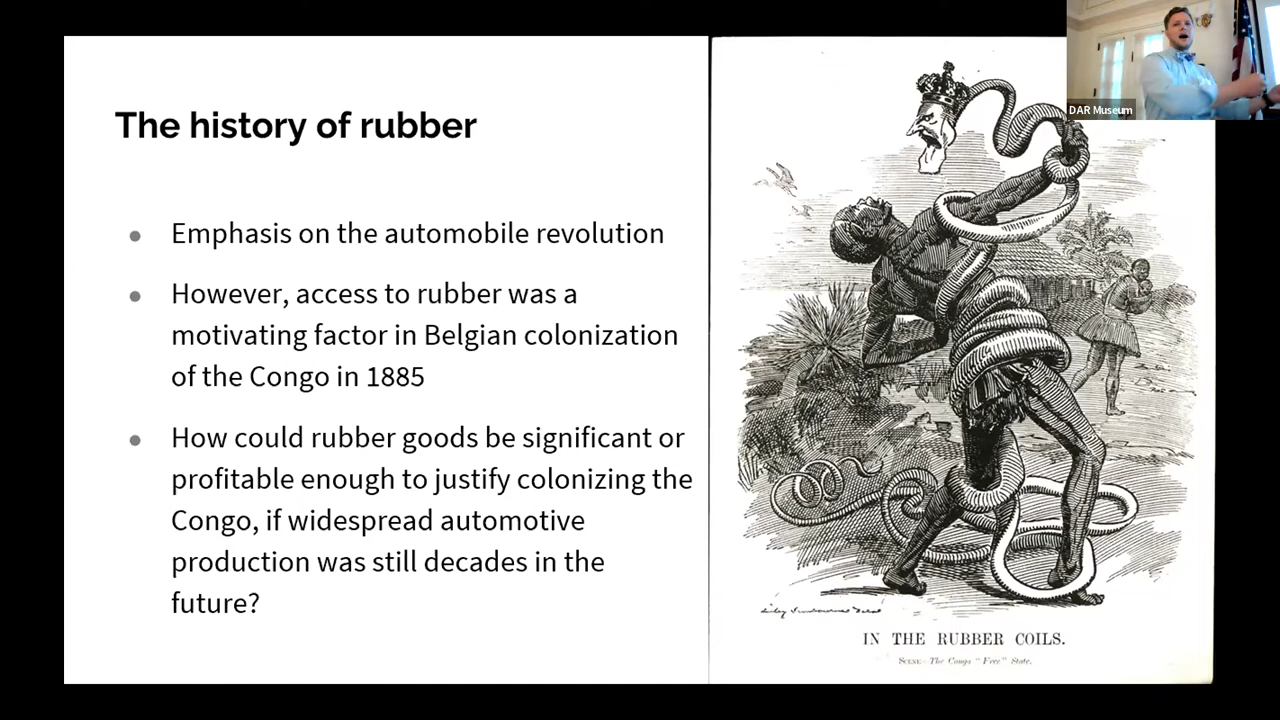 DAR Museum
The history of rubber
● Emphasis on the automobile revolution
● However, access to rubber was a
motivating factor in Belgian colonization
of the Congo in 1885
● How could rubber goods be significant or
profitable enough to justify colonizing the
Congo, if widespread automotive
production was still decades in the
future?
IN THE RUBBER COILS.
Scene—The Congo "Free" State.